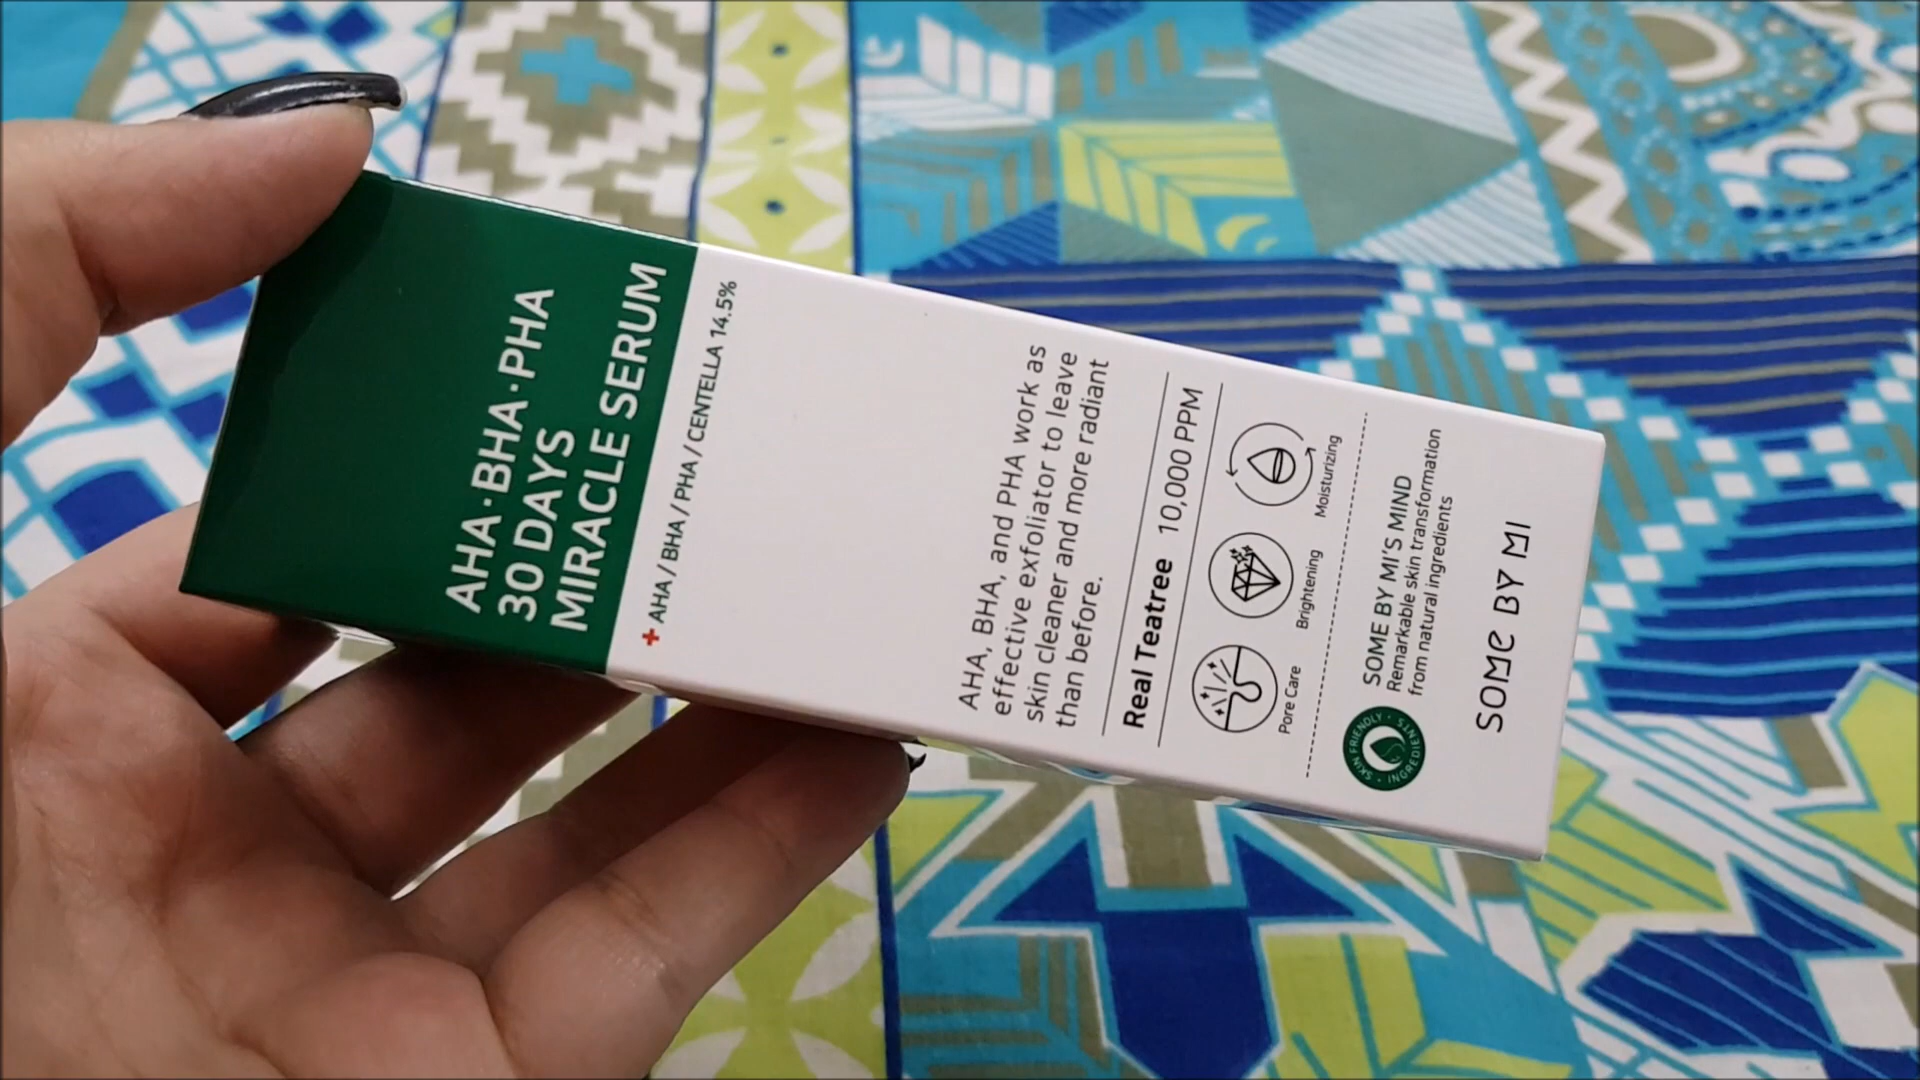 AHA·BHA·PHA
30 DAYS
MIRACLE SERUM
+ AHA / BHA / PHA / CENTELLA 14.5%
AHA, BHA, and PHA work as
effective exfoliator to leave
skin cleaner and more radiant
than before.
Real Teatree 10,000 PPM
Pore Care Brightening Moisturizing
SKIN FRIENDLY · INGREDIENTS ·
SOME BY MI'S MIND
Remarkable skin transformation
from natural ingredients
SOMe BY MI